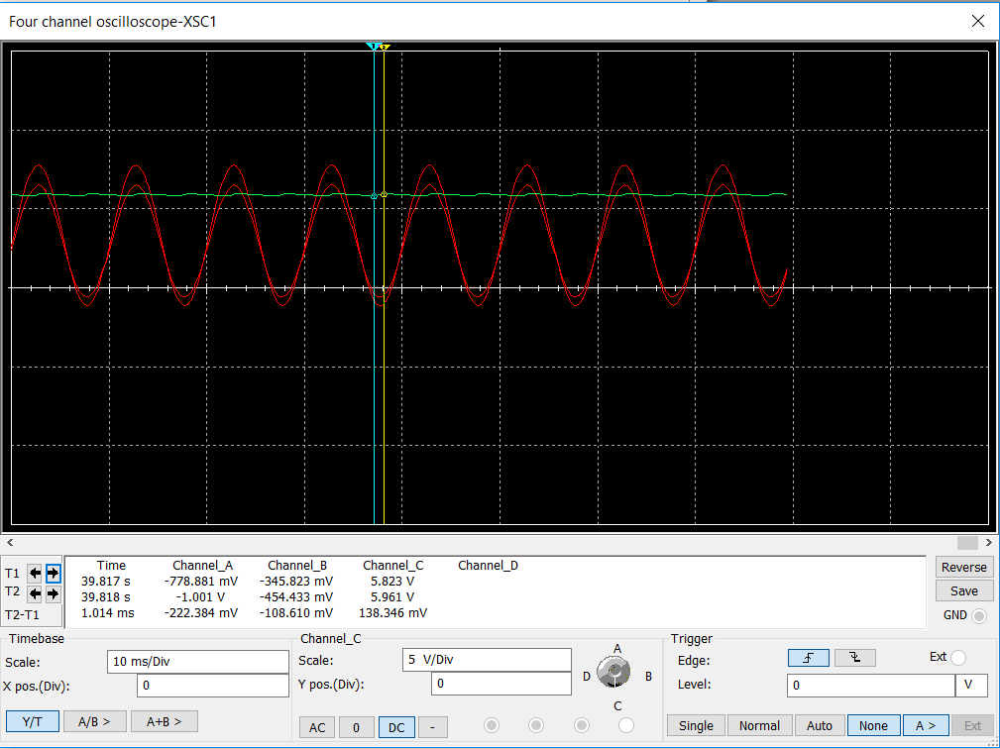 Four channel oscilloscope-XSC1
1 2
T1
T2
T2-T1
Time Channel_A Channel_B Channel_C Channel_D
39.817 s -778.881 mV -345.823 mV 5.823 V
39.818 s -1.001 V -454.433 mV 5.961 V
1.014 ms -222.384 mV -108.610 mV 138.346 mV
Reverse
Save
GND
Timebase
Scale: 10 ms/Div
X pos.(Div): 0
Y/T A/B > A+B >
Channel_C
Scale: 5 V/Div
Y pos.(Div): 0
AC 0 DC -
A
D B
C
Trigger
Edge: Ext
Level: 0 V
Single Normal Auto None A > Ext